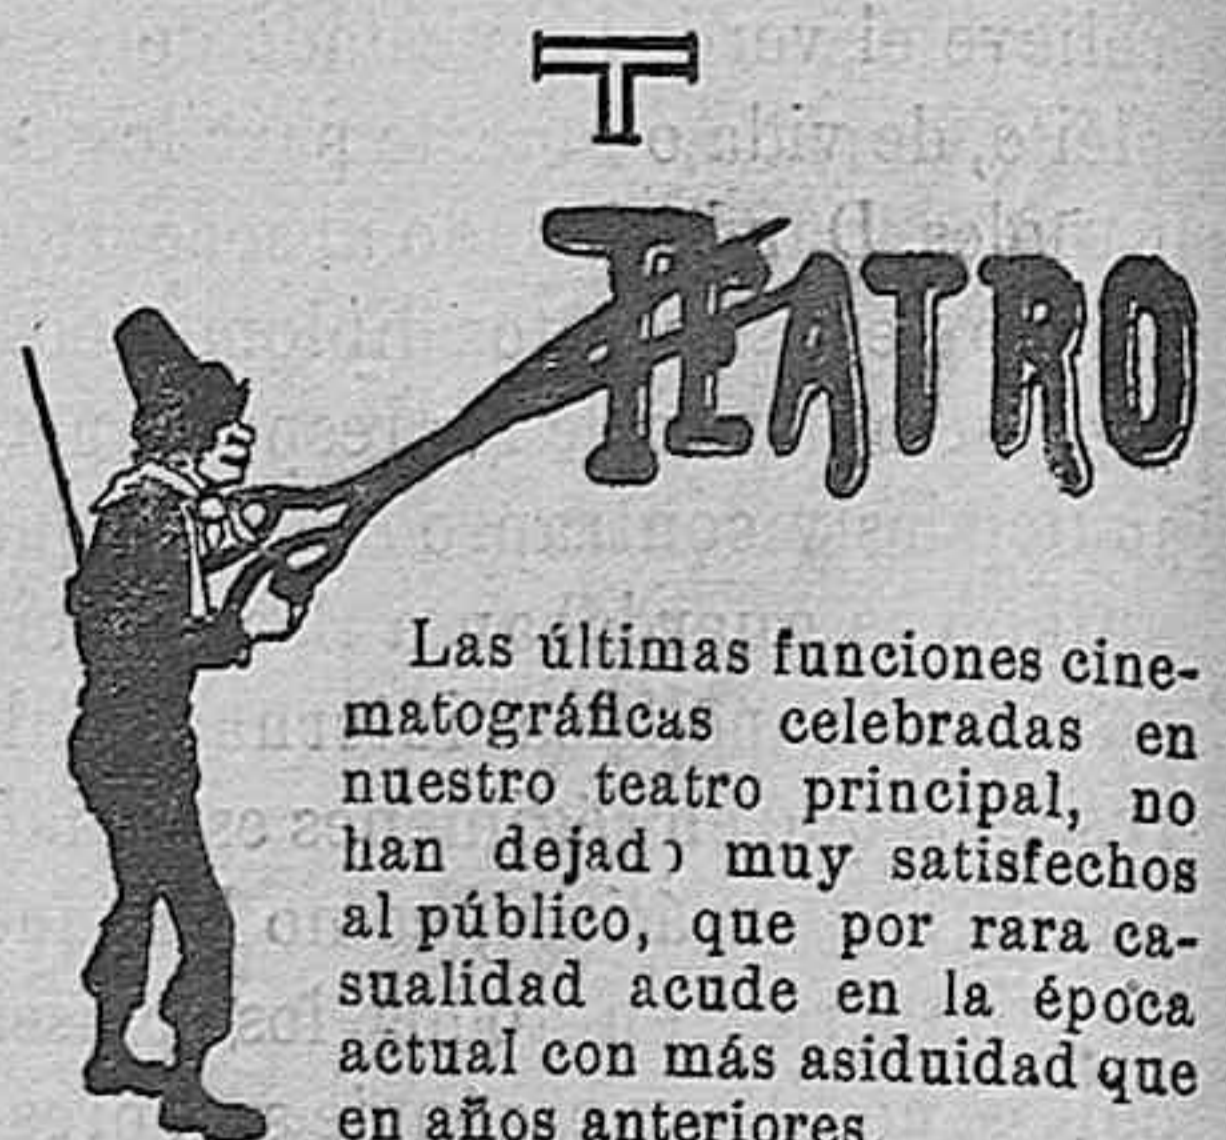 T
TEATRO
Las últimas funciones cine-
matográficas celebradas en
nuestro teatro principal, no
han dejado muy satisfechos
al público, que por rara ca-
sualidad acude en la época
actual con más asiduidad que
en años anteriores